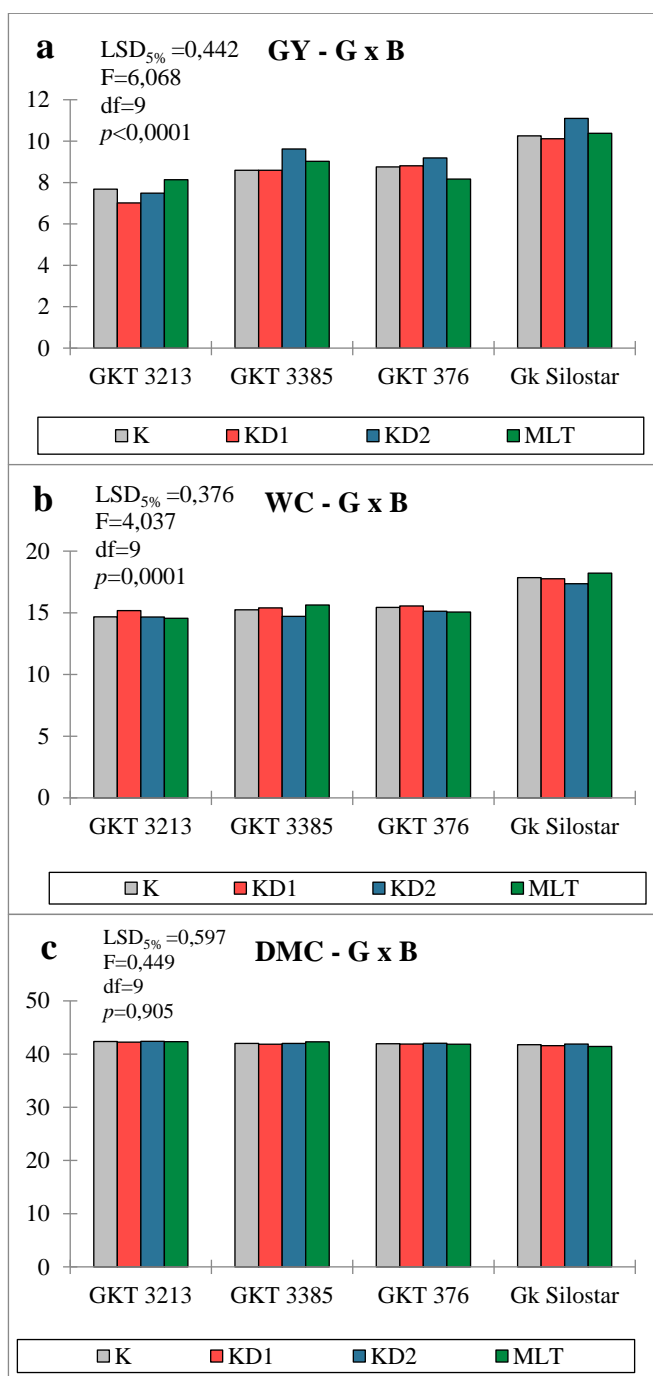 a
GY - G x B
LSD5% =0,442
F=6,068
df=9
p<0,0001
12
10
8
6
4
2
0
GKT 3213 GKT 3385 GKT 376 Gk Silostar
K KD1 KD2 MLT
b
WC - G x B
LSD5% =0,376
F=4,037
df=9
p=0,0001
20
15
10
5
0
GKT 3213 GKT 3385 GKT 376 Gk Silostar
K KD1 KD2 MLT
c
DMC - G x B
LSD5% =0,597
F=0,449
df=9
p=0,905
50
40
30
20
10
0
GKT 3213 GKT 3385 GKT 376 Gk Silostar
K KD1 KD2 MLT